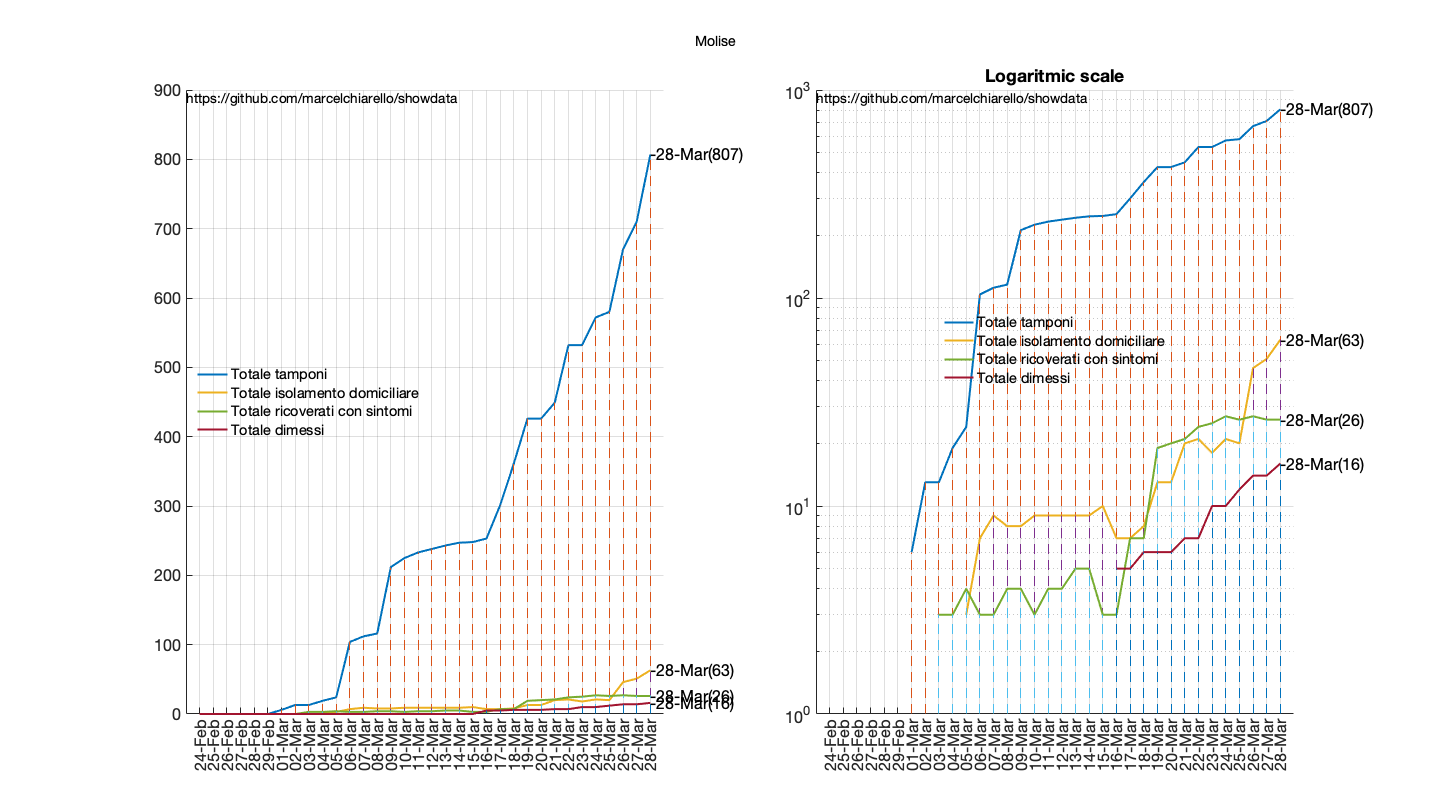 Molise
https://github.com/marcelchiarello/showdata
900
800
700
600
500
400
300
200
100
0
-28-Mar(807)
-28-Mar(63)
-28-Mar(26)
-28-Mar(16)
Totale tamponi
Totale isolamento domiciliare
Totale ricoverati con sintomi
Totale dimessi
24-Feb
25-Feb
26-Feb
27-Feb
28-Feb
29-Feb
01-Mar
02-Mar
03-Mar
04-Mar
05-Mar
06-Mar
07-Mar
08-Mar
09-Mar
10-Mar
11-Mar
12-Mar
13-Mar
14-Mar
15-Mar
16-Mar
17-Mar
18-Mar
19-Mar
20-Mar
21-Mar
22-Mar
23-Mar
24-Mar
25-Mar
26-Mar
27-Mar
28-Mar
Logaritmic scale
https://github.com/marcelchiarello/showdata
10^3
10^2
10^1
10^0
-28-Mar(807)
-28-Mar(63)
-28-Mar(26)
-28-Mar(16)
Totale tamponi
Totale isolamento domiciliare
Totale ricoverati con sintomi
Totale dimessi
24-Feb
25-Feb
26-Feb
27-Feb
28-Feb
29-Feb
01-Mar
02-Mar
03-Mar
04-Mar
05-Mar
06-Mar
07-Mar
08-Mar
09-Mar
10-Mar
11-Mar
12-Mar
13-Mar
14-Mar
15-Mar
16-Mar
17-Mar
18-Mar
19-Mar
20-Mar
21-Mar
22-Mar
23-Mar
24-Mar
25-Mar
26-Mar
27-Mar
28-Mar